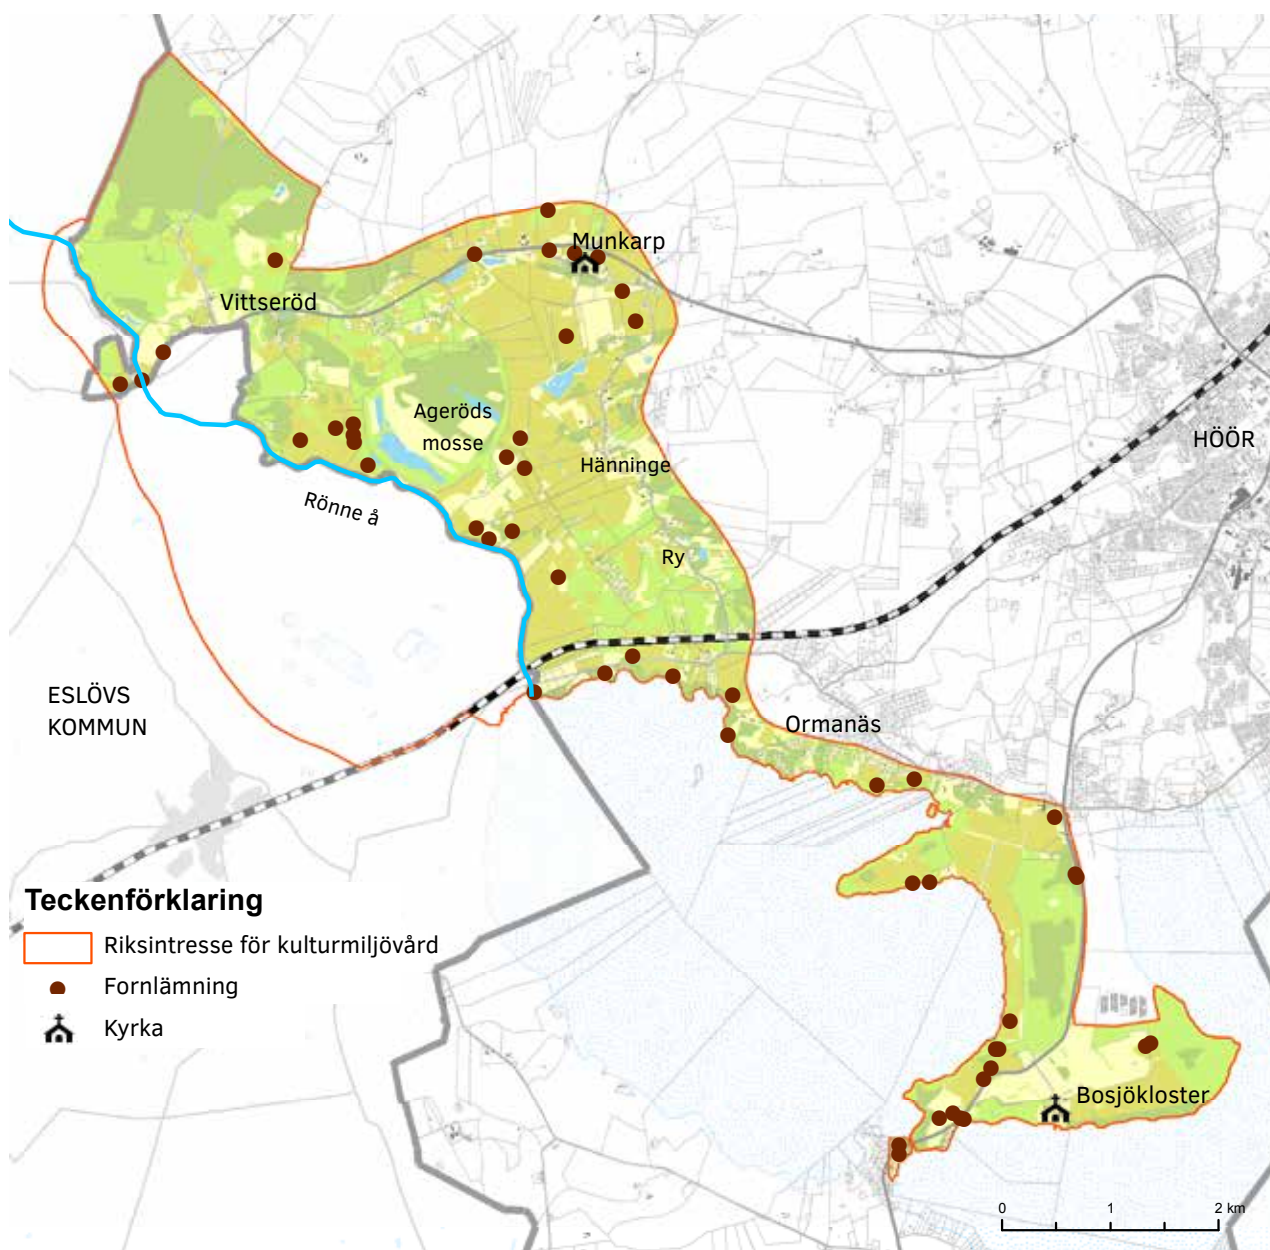 Munkarp
Vittseröd
Ageröds
mosse
HÖÖR
Hänninge
Rönne å
Ry
ESLÖVS
KOMMUN
Ormanäs
Teckenförklaring
Riksintresse för kulturmiljövård
Fornlämning
Kyrka
Bosjökloster
0 1 2 km